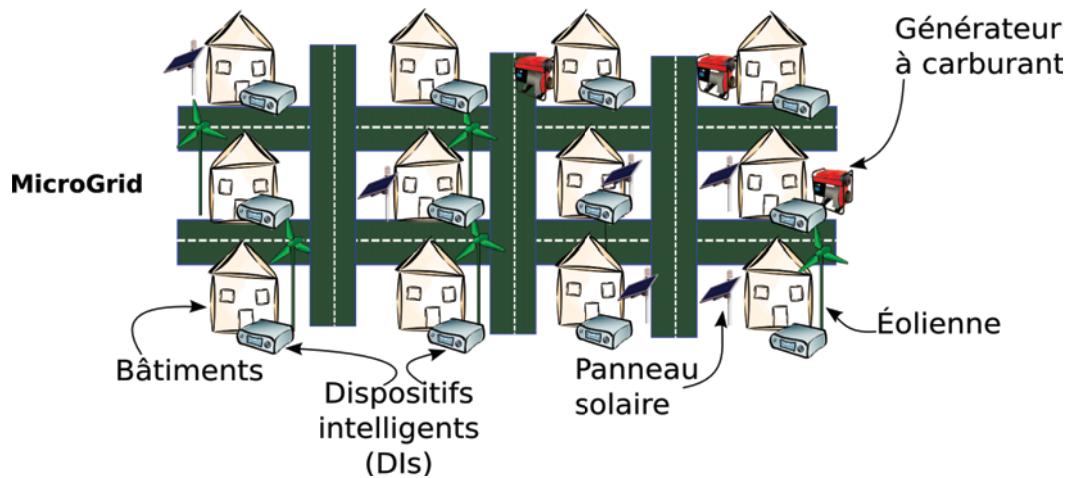 Générateur
à carburant
MicroGrid
Éolienne
Bâtiments
Panneau
solaire
Dispositifs
intelligents
(DIs)